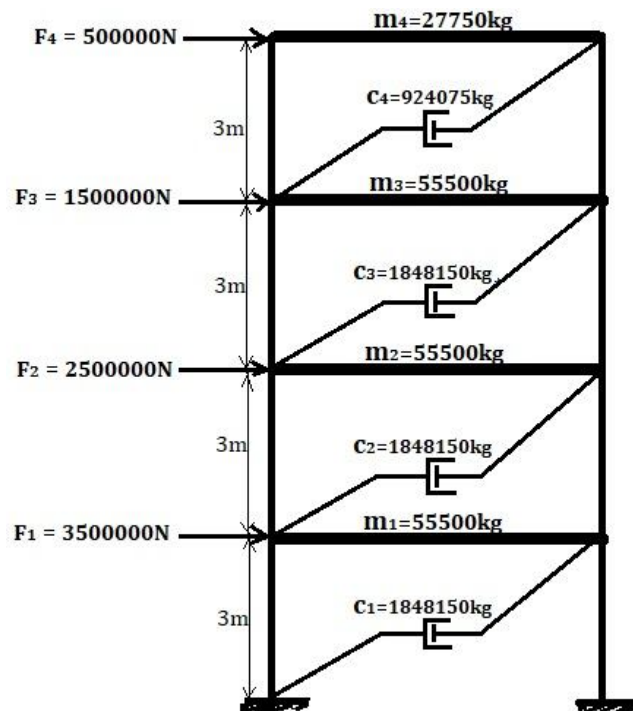 m₄=27750kg
F₄ = 500000N
C₄=924075kg
3m
m₃=55500kg
F₃ = 1500000N
C₃=1848150kg
3m
m₂=55500kg
F₂ = 2500000N
C₂=1848150kg
3m
m₁=55500kg
F₁ = 3500000N
C₁=1848150kg
3m